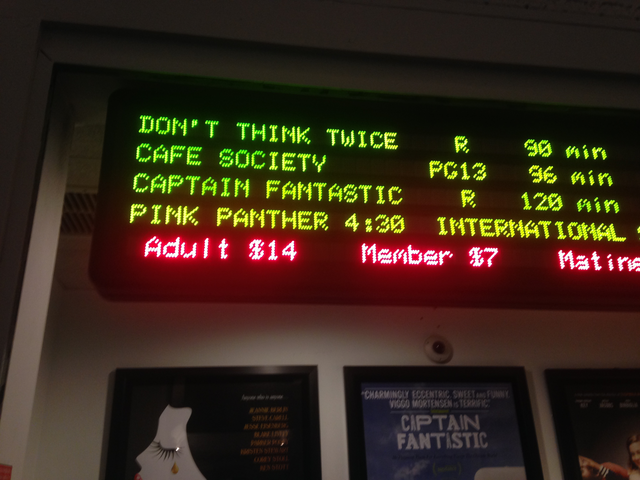 DON'T THINK TWICE R 90 min
CAFE SOCIETY PG13 96 min
CAPTAIN FANTASTIC R 120 min
PINK PANTHER 4:30 INTERNATIONAL
Adult $14 Member $7 Matine
"CHARMINGLY ECCENTRIC, SWEET AND FUNNY.
VIGGO MORTENSEN IS TERRIFIC"
CAPTAIN
FANTASTIC